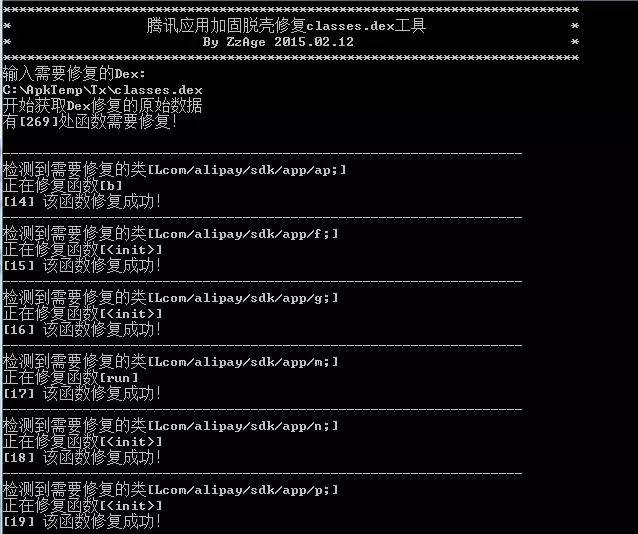 ******************************************************************
* 腾讯应用加固脱壳修复classes.dex工具 *
* By ZzAge 2015.02.12 *
******************************************************************
输入需要修复的Dex:
C:\ApkTemp\Tx\classes.dex
开始获取Dex修复的原始数据
有[269]处函数需要修复!
检测到需要修复的类[Lcom/alipay/sdk/app/ap;]
正在修复函数[b]
[14] 该函数修复成功!
检测到需要修复的类[Lcom/alipay/sdk/app/f;]
正在修复函数[<init>]
[15] 该函数修复成功!
检测到需要修复的类[Lcom/alipay/sdk/app/g;]
正在修复函数[<init>]
[16] 该函数修复成功!
检测到需要修复的类[Lcom/alipay/sdk/app/m;]
正在修复函数[run]
[17] 该函数修复成功!
检测到需要修复的类[Lcom/alipay/sdk/app/n;]
正在修复函数[<init>]
[18] 该函数修复成功!
检测到需要修复的类[Lcom/alipay/sdk/app/p;]
正在修复函数[<init>]
[19] 该函数修复成功!